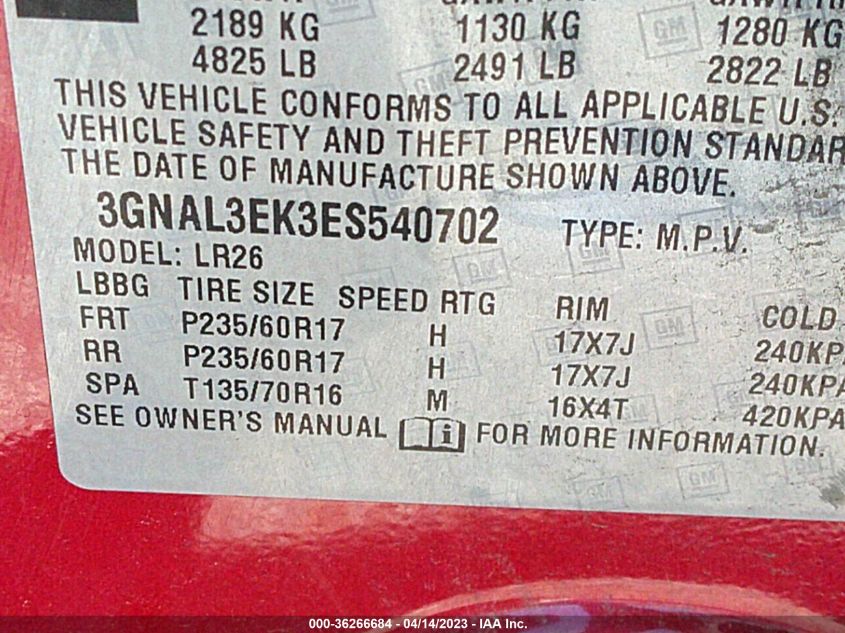 2189 KG 1130 KG 1280 KG
4825 LB 2491 LB 2822 LB
THIS VEHICLE CONFORMS TO ALL APPLICABLE U.S.
VEHICLE SAFETY AND THEFT PREVENTION STANDAR
THE DATE OF MANUFACTURE SHOWN ABOVE.
3GNAL3EK3ES540702 TYPE: M.P.V.
MODEL: LR26
LBBG TIRE SIZE SPEED RTG RIM COLD
FRT P235/60R17 H 17X7J 240KPA
RR P235/60R17 H 17X7J 240KPA
SPA T135/70R16 M 16X4T 420KPA
SEE OWNER'S MANUAL i FOR MORE INFORMATION.
GM
000-36266684 - 04/14/2023 - IAA Inc.